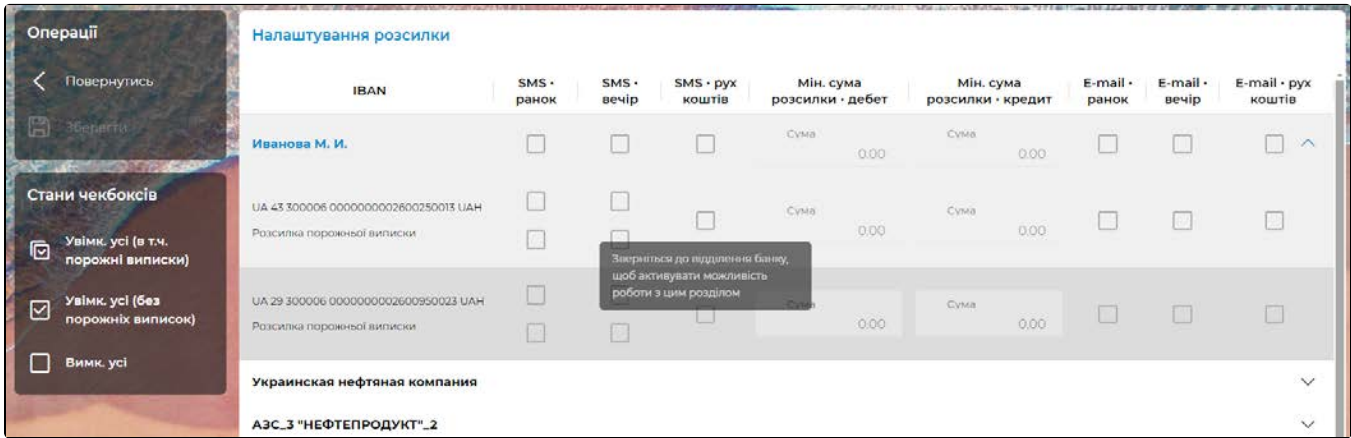 Операції
Повернутись
Зберегти
Стани чекбоксів
Увімк. усі (в т.ч.
порожні виписки)
Увімк. усі (без
порожніх виписок)
Вимк. усі
Налаштування розсилки
IBAN
SMS · ранок
SMS · вечір
SMS · рух коштів
Мін. сума розсилки · дебет
Мін. сума розсилки · кредит
E-mail · ранок
E-mail · вечір
E-mail · рух коштів
Иванова М. И.
Сума
0.00
Сума
0.00
UA 43 300006 0000000002600250013 UAH
Розсилка порожньої виписки
Сума
0.00
Сума
0.00
Зверніться до відділення банку,
щоб активувати можливість
роботи з цим розділом
UA 29 300006 0000000002600950023 UAH
Розсилка порожньої виписки
Сума
0.00
Сума
0.00
Украинская нефтяная компания
АЗС_3 "НЕФТЕПРОДУКТ"_2